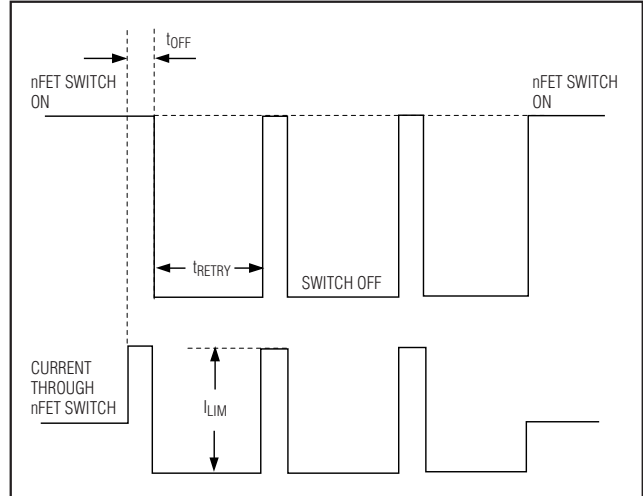 tOFF
nFET SWITCH
ON
nFET SWITCH
ON
tRETRY
SWITCH OFF
CURRENT
THROUGH
nFET SWITCH
ILIM